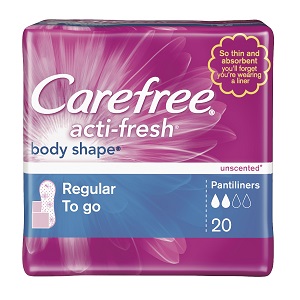 So thin and
absorbent
you'll forget
you're wearing
a liner
Carefree®
acti-fresh®
body shape®
unscented*
Regular
To go
Pantiliners
20